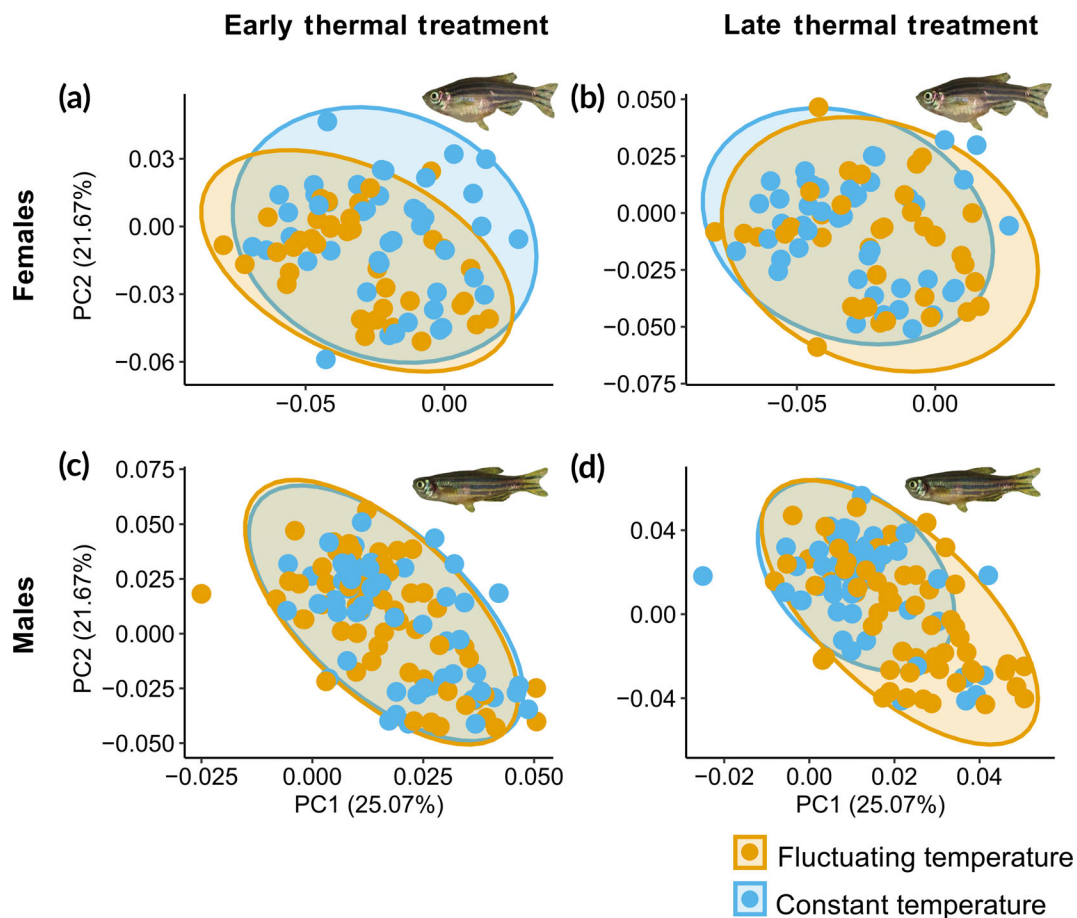 Early thermal treatment
Late thermal treatment
Females
Males
(a)
PC2 (21.67%)
0.03
0.00
−0.03
−0.06
−0.05
0.00
(b)
0.050
0.025
0.000
−0.025
−0.050
−0.075
−0.05
0.00
(c)
PC2 (21.67%)
0.075
0.050
0.025
0.000
−0.025
−0.050
−0.025
0.000
0.025
0.050
PC1 (25.07%)
(d)
0.04
0.00
−0.04
−0.02
0.00
0.02
0.04
PC1 (25.07%)
Fluctuating temperature
Constant temperature